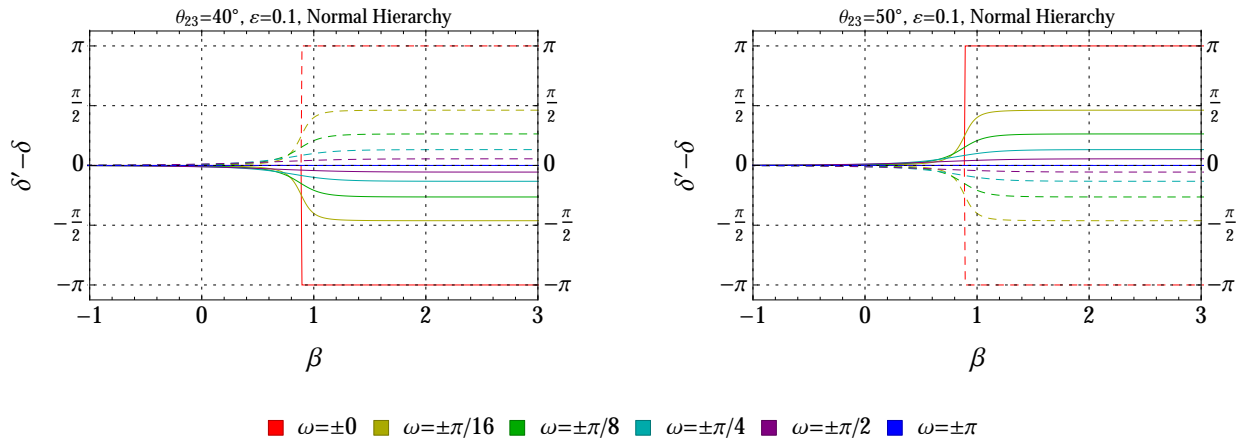 θ₂₃=40°, ε=0.1, Normal Hierarchy
π
π/2
0
-π/2
-π
δ′-δ
π
π/2
0
-π/2
-π
-1 0 1 2 3
β
θ₂₃=50°, ε=0.1, Normal Hierarchy
π
π/2
0
-π/2
-π
δ′-δ
π
π/2
0
-π/2
-π
-1 0 1 2 3
β
ω=±0 ω=±π/16 ω=±π/8 ω=±π/4 ω=±π/2 ω=±π